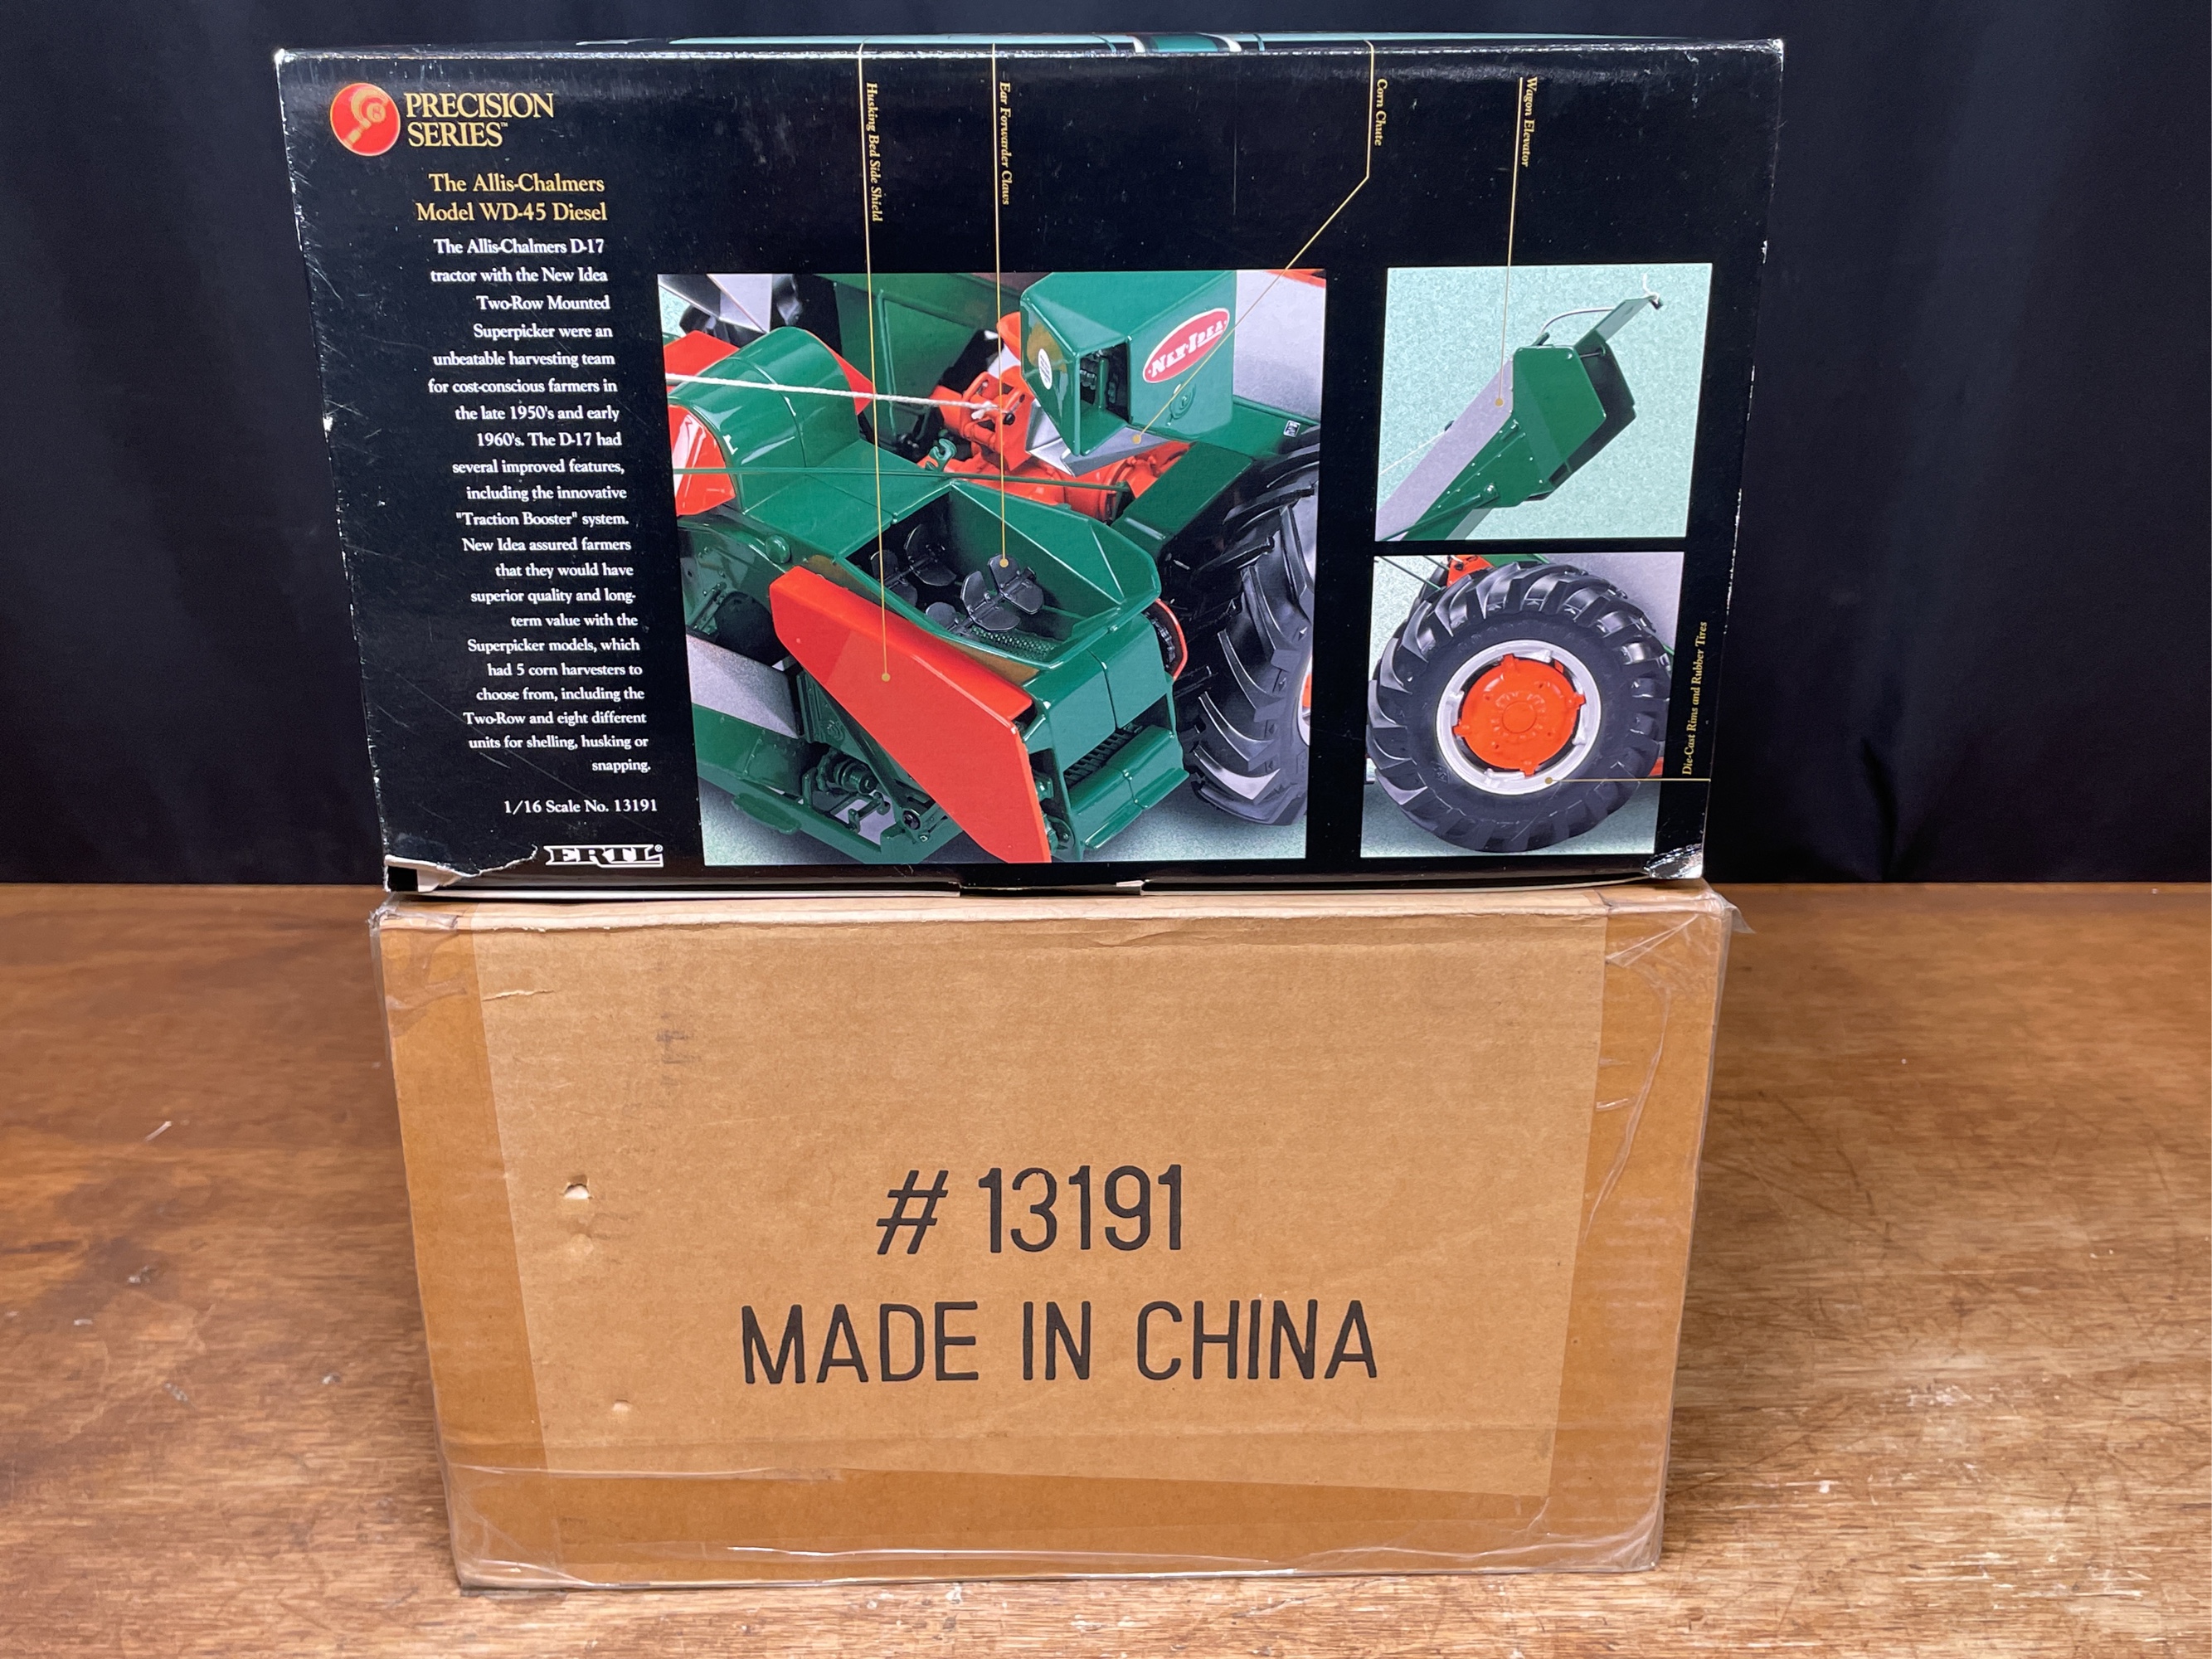 PRECISION
SERIES™
The Allis-Chalmers
Model WD-45 Diesel
The Allis-Chalmers D-17
tractor with the New Idea
Two-Row Mounted
Superpicker were an
unbeatable harvesting team
for cost-conscious farmers in
the late 1950's and early
1960's. The D-17 had
several improved features,
including the innovative
"Traction Booster" system.
New Idea assured farmers
that they would have
superior quality and long-
term value with the
Superpicker models, which
had 5 corn harvesters to
choose from, including the
Two-Row and eight different
units for shelling, husking or
snapping.
1/16 Scale No. 13191
ERTL®
Husking Bed Side Shield
Ear Forwarder Claws
Corn Chute
Wagon Elevator
NEW IDEA
Die-Cast Rims and Rubber Tires
# 13191
MADE IN CHINA